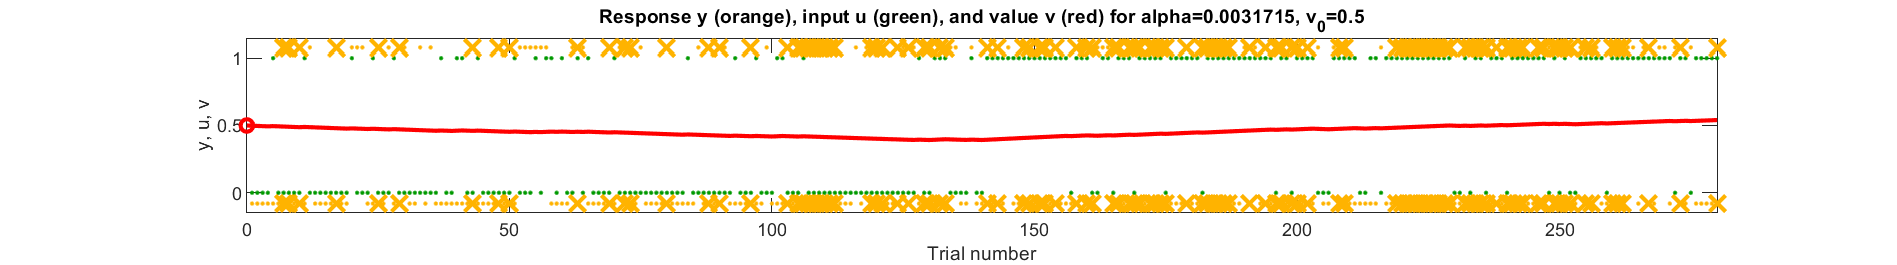 Response y (orange), input u (green), and value v (red) for alpha=0.0031715, v0=0.5
y, u, v
1
0.5
0
0 50 100 150 200 250
Trial number